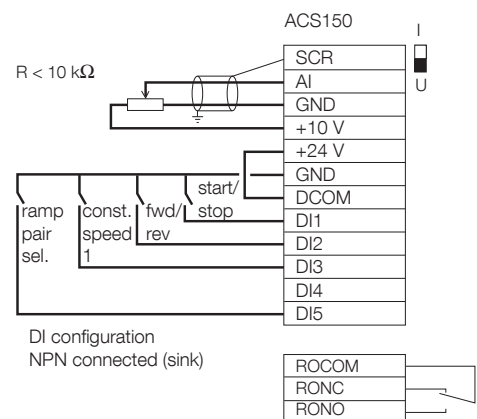 ACS150
I
U
R < 10 kΩ
SCR
AI
GND
+10 V
+24 V
GND
DCOM
DI1
DI2
DI3
DI4
DI5
ramp
pair
sel.
const.
speed
1
fwd/
rev
start/
stop
DI configuration
NPN connected (sink)
ROCOM
RONC
RONO